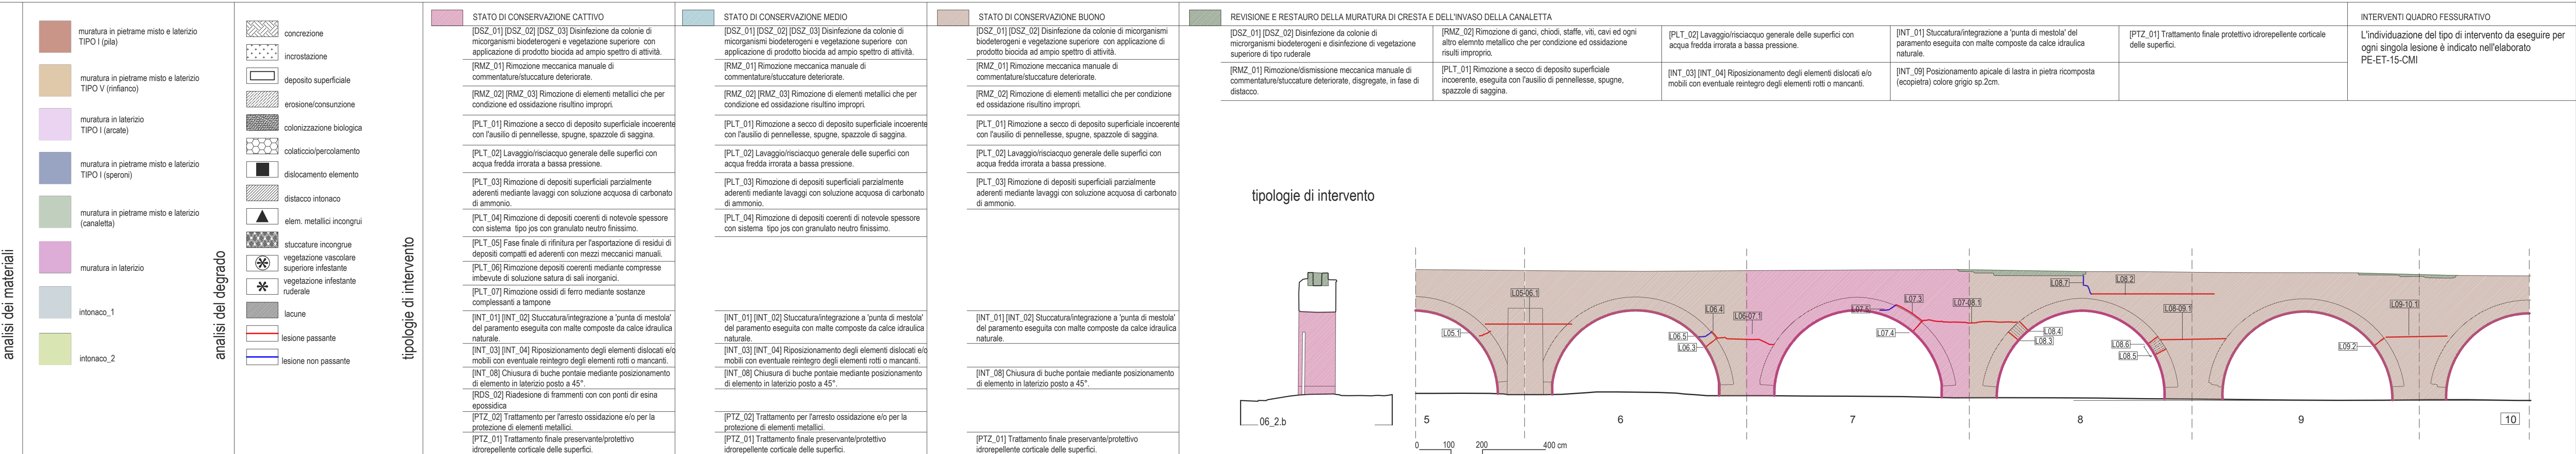 analisi dei materiali
muratura in pietrame misto e laterizio
TIPO I (pila)
muratura in pietrame misto e laterizio
TIPO V (rinfianco)
muratura in laterizio
TIPO I (arcate)
muratura in pietrame misto e laterizio
TIPO I (speroni)
muratura in pietrame misto e laterizio
(canaletta)
muratura in laterizio
intonaco_1
intonaco_2
analisi del degrado
concrezione
incrostazione
deposito superficiale
erosione/consunzione
colonizzazione biologica
colaticcio/percolamento
dislocamento elemento
distacco intonaco
elem. metallici incongrui
stuccature incongrue
vegetazione vascolare
superiore infestante
vegetazione infestante
ruderale
lacune
lesione passante
lesione non passante
tipologie di intervento
STATO DI CONSERVAZIONE CATTIVO
[DSZ_01] [DSZ_02] [DSZ_03] Disinfezione da colonie di
micorganismi biodeterogeni e vegetazione superiore con
applicazione di prodotto biocida ad ampio spettro di attività.
[RMZ_01] Rimozione meccanica manuale di
commentature/stuccature deteriorate.
[RMZ_02] [RMZ_03] Rimozione di elementi metallici che per
condizione ed ossidazione risultino impropri.
[PLT_01] Rimozione a secco di deposito superficiale incoerente
con l'ausilio di pennellesse, spugne, spazzole di saggina.
[PLT_02] Lavaggio/risciacquo generale delle superfici con
acqua fredda irrorata a bassa pressione.
[PLT_03] Rimozione di depositi superficiali parzialmente
aderenti mediante lavaggi con soluzione acquosa di carbonato
di ammonio.
[PLT_04] Rimozione di depositi coerenti di notevole spessore
con sistema tipo jos con granulato neutro finissimo.
[PLT_05] Fase finale di rifinitura per l'asportazione di residui di
depositi compatti ed aderenti con mezzi meccanici manuali.
[PLT_06] Rimozione depositi coerenti mediante compresse
imbevute di soluzione satura di sali inorganici.
[PLT_07] Rimozione ossidi di ferro mediante sostanze
complessanti a tampone
[INT_01] [INT_02] Stuccatura/integrazione a 'punta di mestola'
del paramento eseguita con malte composte da calce idraulica
naturale.
[INT_03] [INT_04] Riposizionamento degli elementi dislocati e/o
mobili con eventuale reintegro degli elementi rotti o mancanti.
[INT_08] Chiusura di buche pontaie mediante posizionamento
di elemento in laterizio posto a 45°.
[RDS_02] Riadesione di frammenti con con ponti dir esina
epossidica
[PTZ_02] Trattamento per l'arresto ossidazione e/o per la
protezione di elementi metallici.
[PTZ_01] Trattamento finale preservante/protettivo
idrorepellente corticale delle superfici.
STATO DI CONSERVAZIONE MEDIO
[DSZ_01] [DSZ_02] [DSZ_03] Disinfezione da colonie di
micorganismi biodeterogeni e vegetazione superiore con
applicazione di prodotto biocida ad ampio spettro di attività.
[RMZ_01] Rimozione meccanica manuale di
commentature/stuccature deteriorate.
[RMZ_02] [RMZ_03] Rimozione di elementi metallici che per
condizione ed ossidazione risultino impropri.
[PLT_01] Rimozione a secco di deposito superficiale incoerente
con l'ausilio di pennellesse, spugne, spazzole di saggina.
[PLT_02] Lavaggio/risciacquo generale delle superfici con
acqua fredda irrorata a bassa pressione.
[PLT_03] Rimozione di depositi superficiali parzialmente
aderenti mediante lavaggi con soluzione acquosa di carbonato
di ammonio.
[PLT_04] Rimozione di depositi coerenti di notevole spessore
con sistema tipo jos con granulato neutro finissimo.
[INT_01] [INT_02] Stuccatura/integrazione a 'punta di mestola'
del paramento eseguita con malte composte da calce idraulica
naturale.
[INT_03] [INT_04] Riposizionamento degli elementi dislocati e/o
mobili con eventuale reintegro degli elementi rotti o mancanti.
[INT_08] Chiusura di buche pontaie mediante posizionamento
di elemento in laterizio posto a 45°.
[PTZ_02] Trattamento per l'arresto ossidazione e/o per la
protezione di elementi metallici.
[PTZ_01] Trattamento finale preservante/protettivo
idrorepellente corticale delle superfici.
STATO DI CONSERVAZIONE BUONO
[DSZ_01] [DSZ_02] Disinfezione da colonie di micorganismi
biodeterogeni e vegetazione superiore con applicazione di
prodotto biocida ad ampio spettro di attività.
[RMZ_01] Rimozione meccanica manuale di
commentature/stuccature deteriorate.
[RMZ_02] Rimozione di elementi metallici che per condizione
ed ossidazione risultino impropri.
[PLT_01] Rimozione a secco di deposito superficiale incoerente
con l'ausilio di pennellesse, spugne, spazzole di saggina.
[PLT_02] Lavaggio/risciacquo generale delle superfici con
acqua fredda irrorata a bassa pressione.
[PLT_03] Rimozione di depositi superficiali parzialmente
aderenti mediante lavaggi con soluzione acquosa di carbonato
di ammonio.
[INT_01] [INT_02] Stuccatura/integrazione a 'punta di mestola'
del paramento eseguita con malte composte da calce idraulica
naturale.
[INT_08] Chiusura di buche pontaie mediante posizionamento
di elemento in laterizio posto a 45°.
[PTZ_01] Trattamento finale preservante/protettivo
idrorepellente corticale delle superfici.
REVISIONE E RESTAURO DELLA MURATURA DI CRESTA E DELL'INVASO DELLA CANALETTA
[DSZ_01] [DSZ_02] Disinfezione da colonie di
microrganismi biodeterogeni e disinfezione di vegetazione
superiore di tipo ruderale
[RMZ_02] Rimozione di ganci, chiodi, staffe, viti, cavi ed ogni
altro elemnto metallico che per condizione ed ossidazione
risulti improprio.
[PLT_02] Lavaggio/risciacquo generale delle superfici con
acqua fredda irrorata a bassa pressione.
[INT_01] Stuccatura/integrazione a 'punta di mestola' del
paramento eseguita con malte composte da calce idraulica
naturale.
[PTZ_01] Trattamento finale protettivo idrorepellente corticale
delle superfici.
[RMZ_01] Rimozione/dismissione meccanica manuale di
commentature/stuccature deteriorate, disgregate, in fase di
distacco.
[PLT_01] Rimozione a secco di deposito superficiale
incoerente, eseguita con l'ausilio di pennellesse, spugne,
spazzole di saggina.
[INT_03] [INT_04] Riposizionamento degli elementi dislocati e/o
mobili con eventuale reintegro degli elementi rotti o mancanti.
[INT_09] Posizionamento apicale di lastra in pietra ricomposta
(ecopietra) colore grigio sp.2cm.
INTERVENTI QUADRO FESSURATIVO
L'individuazione del tipo di intervento da eseguire per
ogni singola lesione è indicato nell'elaborato
PE-ET-15-CMI
tipologie di intervento
06_2.b
L05.1
L05-06.1
L06.5
L06.3
L06.4
L06-07.1
L07.5
L07.3
L07.4
L07-08.1
L08.7
L08.2
L08.4
L08.3
L08-09.1
L08.6
L08.5
L09.2
L09-10.1
5
6
7
8
9
10
0 100 200 400 cm